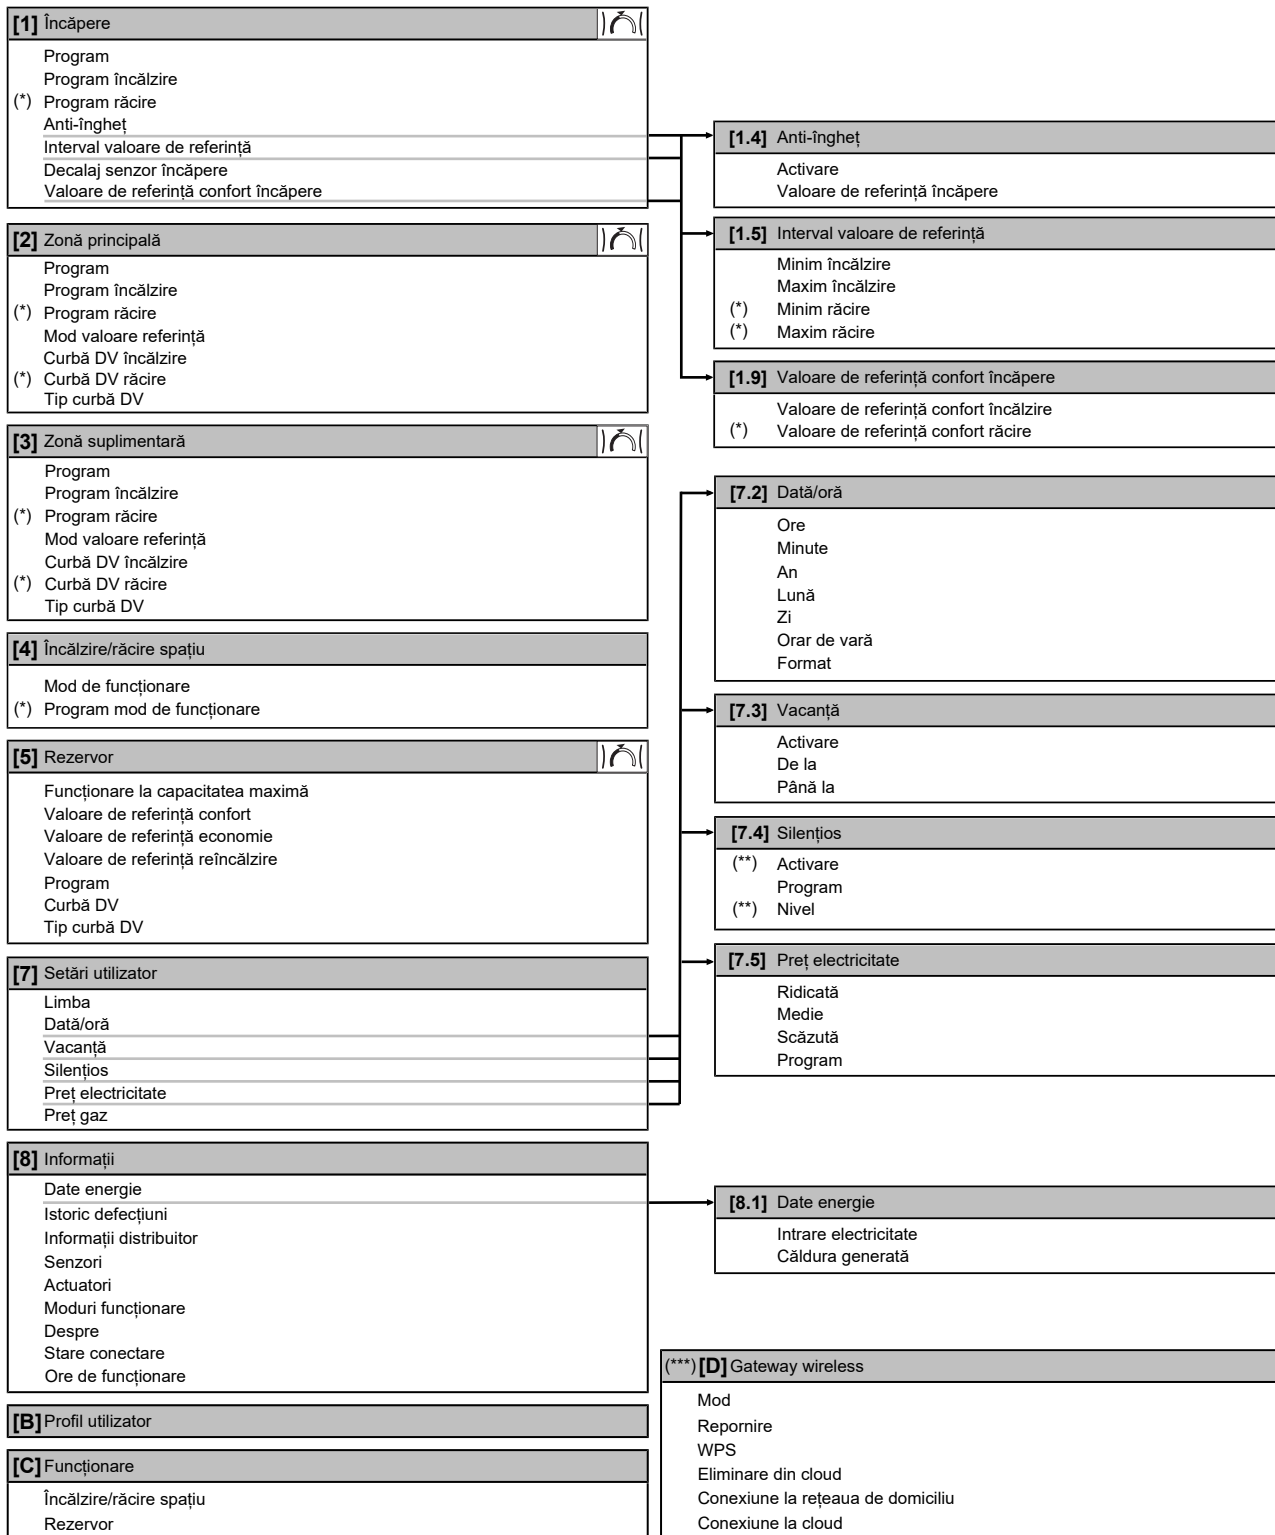 [1] Încăpere
Program
Program încălzire
(*) Program răcire
Anti-îngheț
Interval valoare de referință
Decalaj senzor încăpere
Valoare de referință confort încăpere
[2] Zonă principală
Program
Program încălzire
(*) Program răcire
Mod valoare referință
Curbă DV încălzire
(*) Curbă DV răcire
Tip curbă DV
[3] Zonă suplimentară
Program
Program încălzire
(*) Program răcire
Mod valoare referință
Curbă DV încălzire
(*) Curbă DV răcire
Tip curbă DV
[4] Încălzire/răcire spațiu
Mod de funcționare
(*) Program mod de funcționare
[5] Rezervor
Funcționare la capacitatea maximă
Valoare de referință confort
Valoare de referință economie
Valoare de referință reîncălzire
Program
Curbă DV
Tip curbă DV
[7] Setări utilizator
Limba
Dată/oră
Vacanță
Silențios
Preț electricitate
Preț gaz
[8] Informații
Date energie
Istoric defecțiuni
Informații distribuitor
Senzori
Actuatori
Moduri funcționare
Despre
Stare conectare
Ore de funcționare
[B] Profil utilizator
[C] Funcționare
Încălzire/răcire spațiu
Rezervor
[1.4] Anti-îngheț
Activare
Valoare de referință încăpere
[1.5] Interval valoare de referință
Minim încălzire
Maxim încălzire
(*) Minim răcire
(*) Maxim răcire
[1.9] Valoare de referință confort încăpere
Valoare de referință confort încălzire
(*) Valoare de referință confort răcire
[7.2] Dată/oră
Ore
Minute
An
Lună
Zi
Orar de vară
Format
[7.3] Vacanță
Activare
De la
Până la
[7.4] Silențios
(**) Activare
Program
(**) Nivel
[7.5] Preț electricitate
Ridicată
Medie
Scăzută
Program
[8.1] Date energie
Intrare electricitate
Căldura generată
(***) [D] Gateway wireless
Mod
Repornire
WPS
Eliminare din cloud
Conexiune la rețeaua de domiciliu
Conexiune la cloud